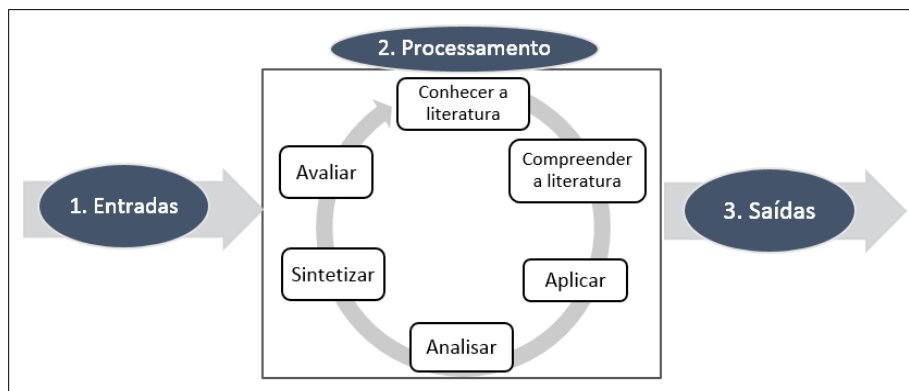 2. Processamento
Conhecer a
literatura
Compreender
a literatura
Avaliar
1. Entradas
3. Saídas
Sintetizar
Aplicar
Analisar